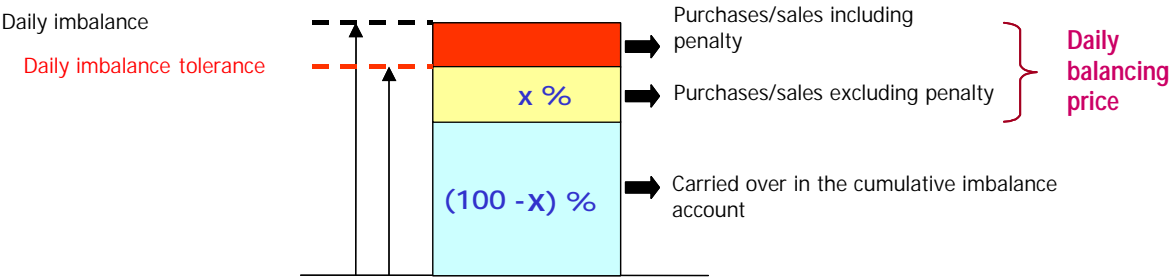 Daily imbalance
Daily imbalance tolerance
x %
(100 - x) %
Purchases/sales including
penalty
Purchases/sales excluding penalty
Carried over in the cumulative imbalance
account
Daily
balancing
price